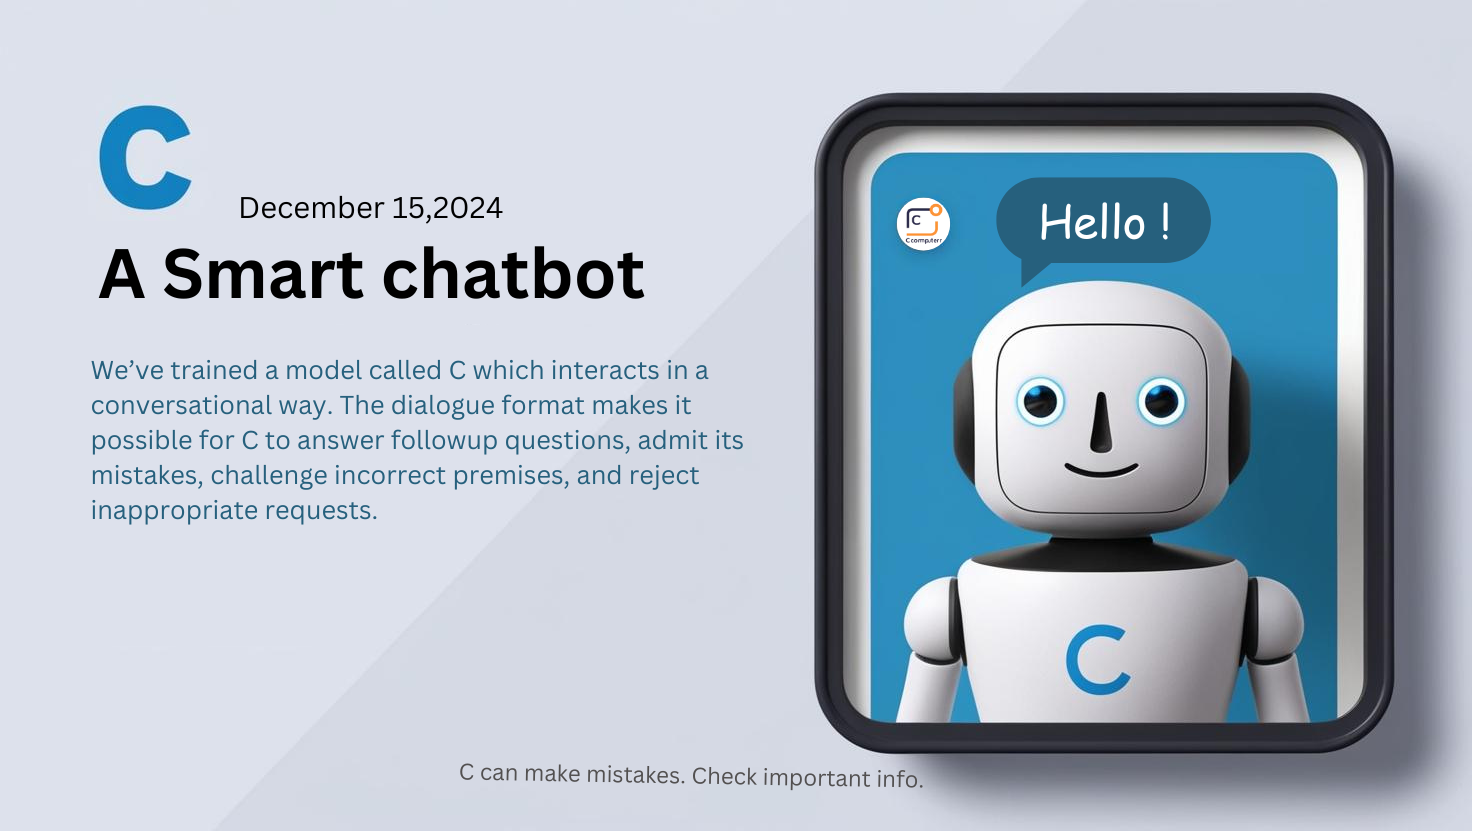 C
December 15,2024
A Smart chatbot
We’ve trained a model called C which interacts in a
conversational way. The dialogue format makes it
possible for C to answer followup questions, admit its
mistakes, challenge incorrect premises, and reject
inappropriate requests.
Hello !
C
C
C can make mistakes. Check important info.